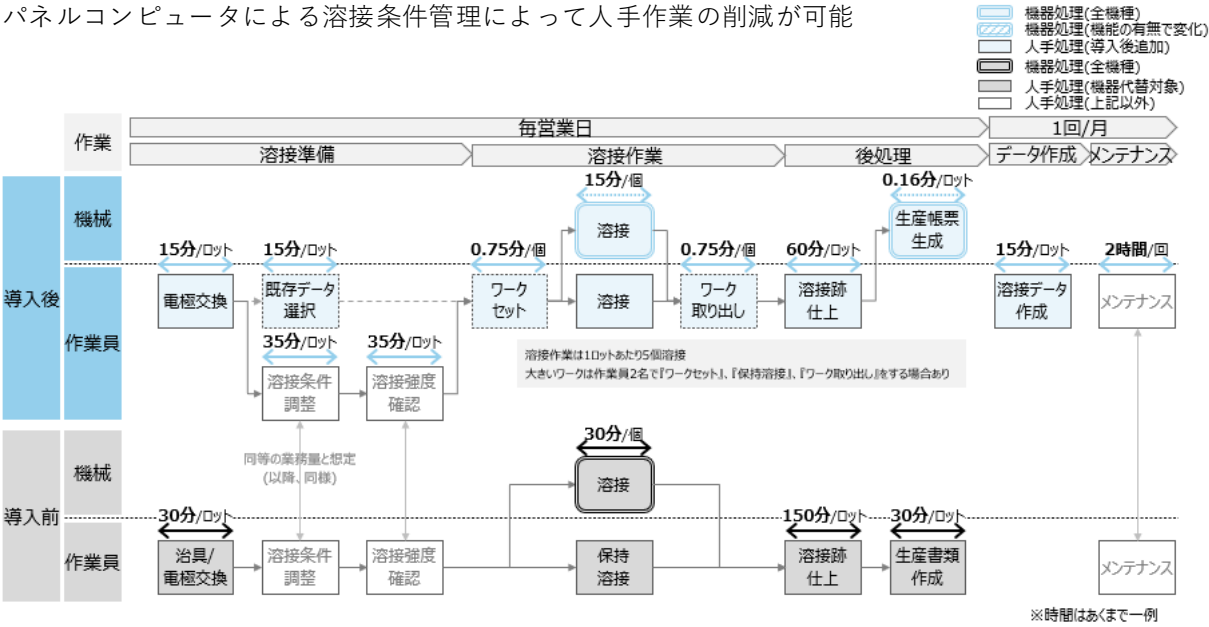 パネルコンピュータによる溶接条件管理によって人手作業の削減が可能
機器処理(全機種)
機器処理(機能の有無で変化)
人手処理(導入後追加)
機器処理(全機種)
人手処理(機器代替対象)
人手処理(上記以外)
作業
毎営業日
1回/月
溶接準備
溶接作業
後処理
データ作成
メンテナンス
導入後
機械
作業員
15分/個
0.16分/ロット
溶接
生産帳票
生成
15分/ロット
15分/ロット
0.75分/個
0.75分/個
60分/ロット
15分/ロット
2時間/回
電極交換
既存データ
選択
ワーク
セット
溶接
ワーク
取り出し
溶接跡
仕上
溶接データ
作成
メンテナンス
35分/ロット
35分/ロット
溶接条件
調整
溶接強度
確認
溶接作業は1ロットあたり5個溶接
大きいワークは作業員2名で『ワークセット』、『保持溶接』、『ワーク取り出し』をする場合あり
同等の業務量と想定
(以降、同様)
導入前
機械
作業員
30分/個
溶接
30分/ロット
150分/ロット
30分/ロット
治具/
電極交換
溶接条件
調整
溶接強度
確認
保持
溶接
溶接跡
仕上
生産書類
作成
メンテナンス
※時間はあくまで一例